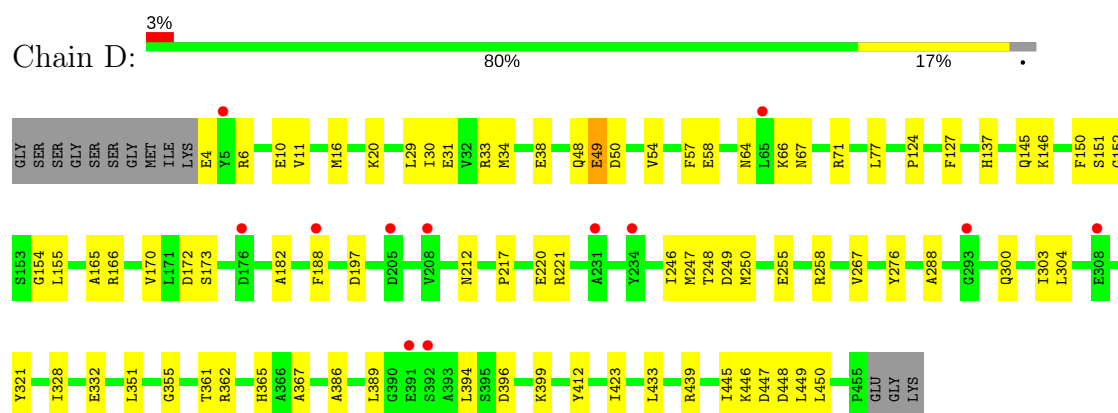 3%
Chain D:
80% 17% •
GLY SER SER GLY SER SER GLY MET ILE LYS E4 Y5 R6 E10 V11 M16 K20 L29 I30 E31 V32 R33 M34 E38 Q48 E49 D50 V54 F57 E58 N64 L65 K66 N67 R71 L77 P124 F127 H137 Q145 K146 F150 S151 G152
S153 G154 L155 A165 R166 V170 L171 D172 S173 D176 A182 F188 D197 D205 V208 N212 P217 E220 R221 A231 Y234 I246 M247 T248 D249 M250 E255 R258 V267 Y276 A288 G293 Q300 I303 L304 E308
Y321 I328 E332 L351 G355 T361 R362 H365 A366 A367 A386 L389 G390 E391 S392 A393 L394 S395 D396 K399 Y412 I423 L433 R439 I445 K446 D447 D448 L449 L450 P455 GLU GLY LYS